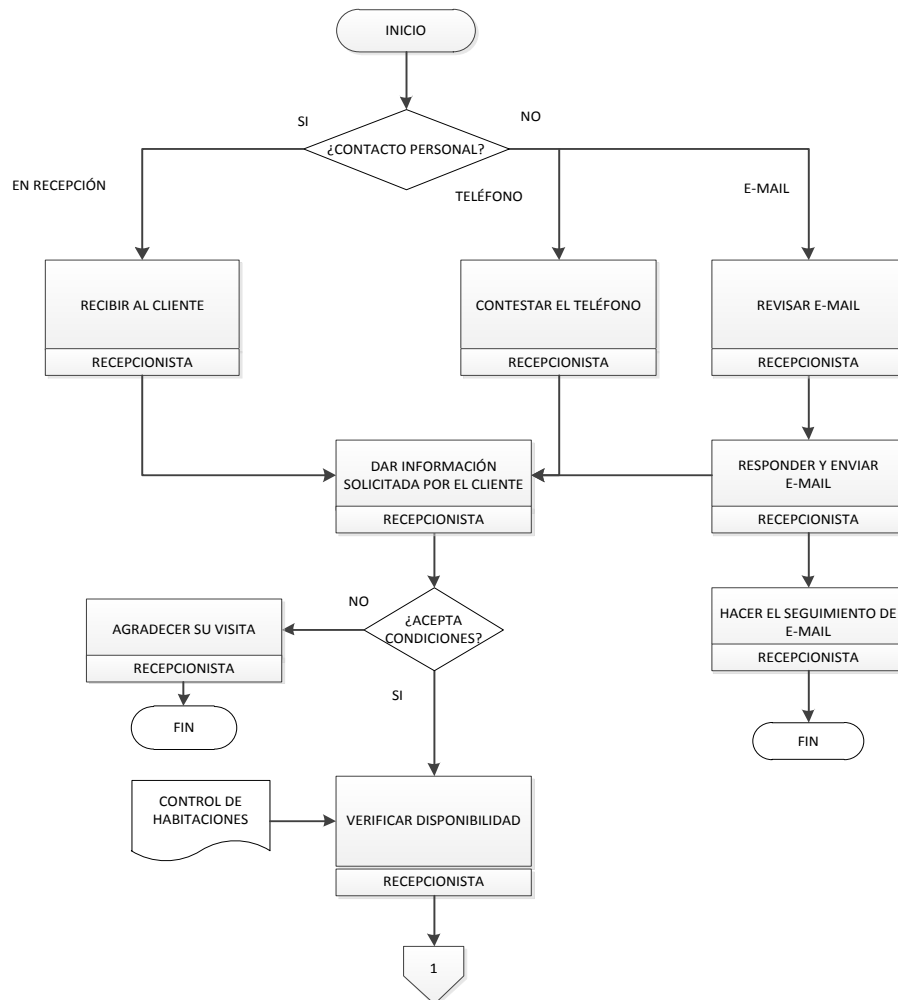 INICIO
SI
NO
¿CONTACTO PERSONAL?
EN RECEPCIÓN
TELÉFONO
E-MAIL
RECIBIR AL CLIENTE
RECEPCIONISTA
CONTESTAR EL TELÉFONO
RECEPCIONISTA
REVISAR E-MAIL
RECEPCIONISTA
DAR INFORMACIÓN
SOLICITADA POR EL CLIENTE
RECEPCIONISTA
RESPONDER Y ENVIAR
E-MAIL
RECEPCIONISTA
NO
¿ACEPTA
CONDICIONES?
AGRADECER SU VISITA
RECEPCIONISTA
FIN
SI
HACER EL SEGUIMIENTO DE
E-MAIL
RECEPCIONISTA
FIN
CONTROL DE
HABITACIONES
VERIFICAR DISPONIBILIDAD
RECEPCIONISTA
1